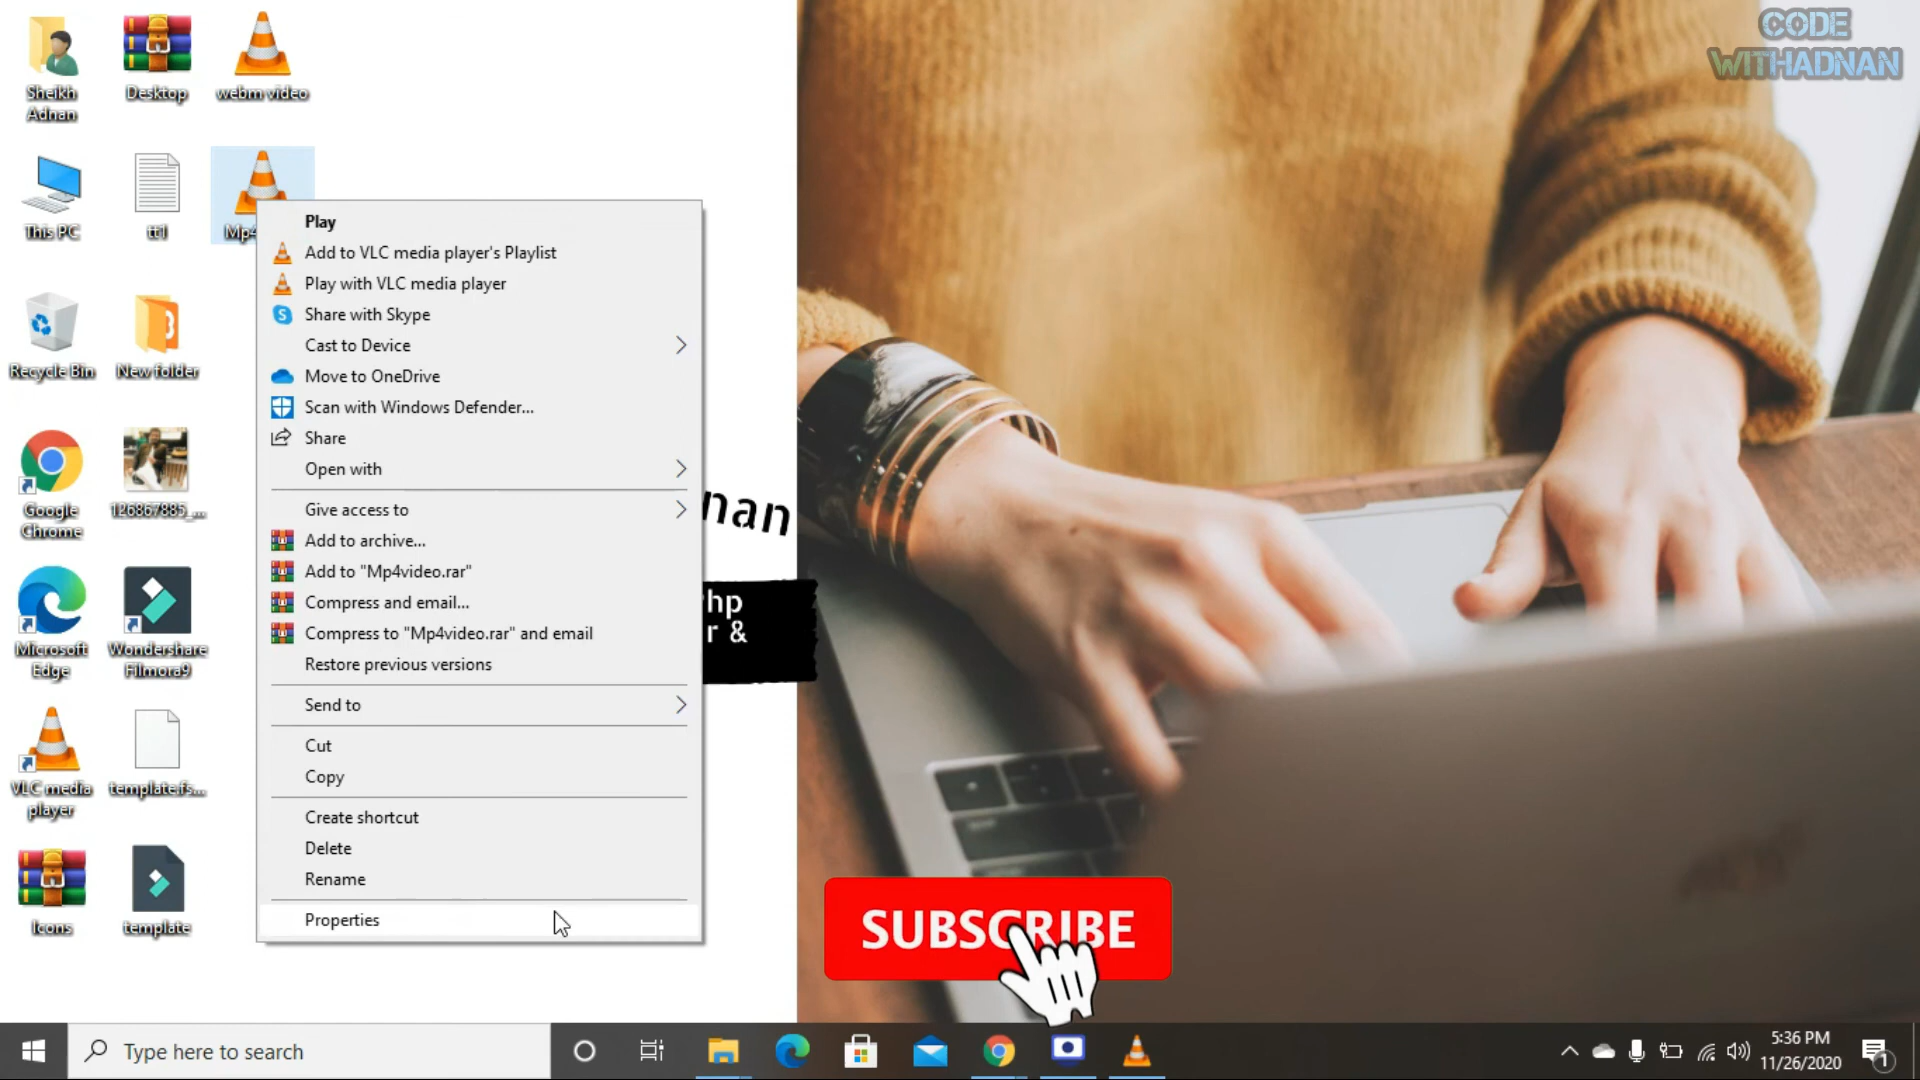 CODE
WITHADNAN
Sheikh
Adnan
Desktop
webm video
This PC
tt1
Mp4
Recycle Bin
New folder
Google
Chrome
126867885_...
Microsoft
Edge
Wondershare
Filmora9
VLC media
player
template.fs...
Icons
template
Play
Add to VLC media player's Playlist
Play with VLC media player
Share with Skype
Cast to Device
Move to OneDrive
Scan with Windows Defender...
Share
Open with
Give access to
Add to archive...
Add to "Mp4video.rar"
Compress and email...
Compress to "Mp4video.rar" and email
Restore previous versions
Send to
Cut
Copy
Create shortcut
Delete
Rename
Properties
nan
hp
r &
SUBSCRIBE
Type here to search
5:36 PM
11/26/2020
1